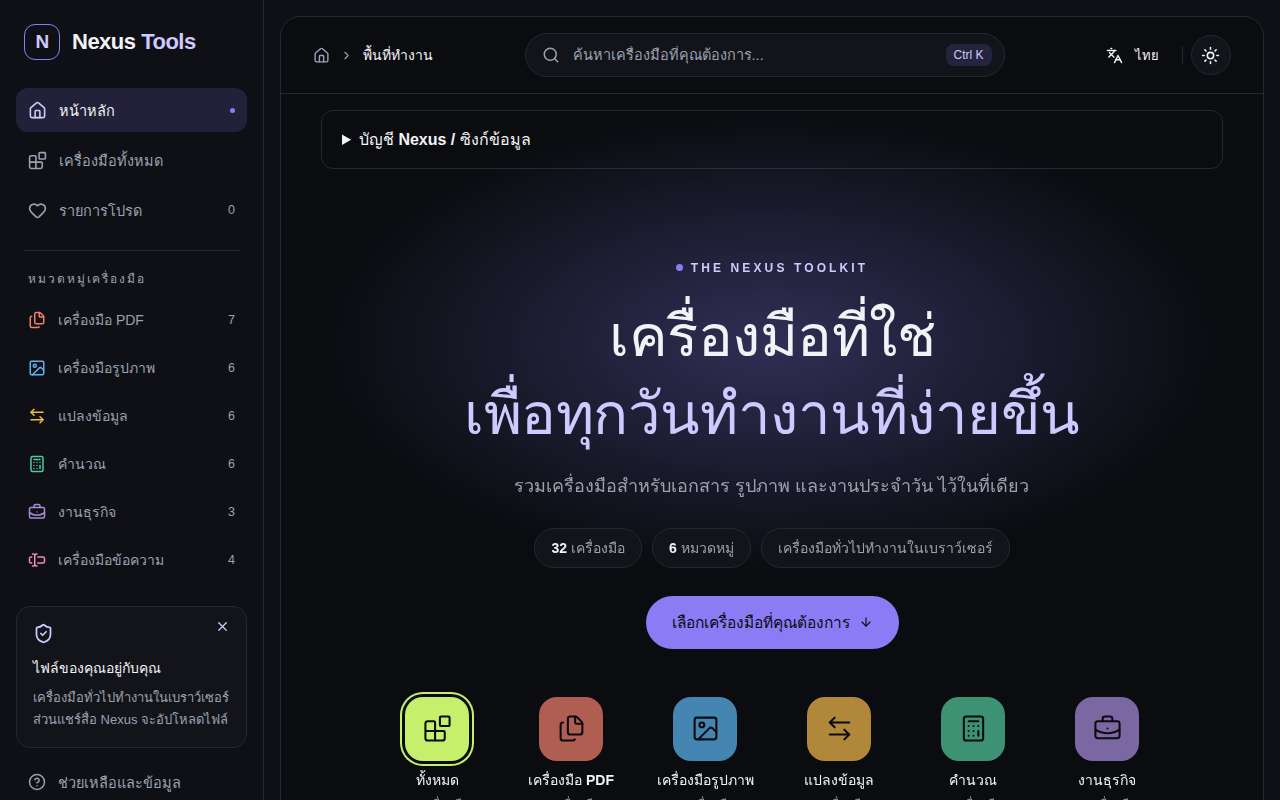 N Nexus Tools
หน้าหลัก
เครื่องมือทั้งหมด
รายการโปรด 0
หมวดหมู่เครื่องมือ
เครื่องมือ PDF 7
เครื่องมือรูปภาพ 6
แปลงข้อมูล 6
คำนวณ 6
งานธุรกิจ 3
เครื่องมือข้อความ 4
ไฟล์ของคุณอยู่กับคุณ
เครื่องมือทั่วไปทำงานในเบราว์เซอร์
ส่วนแชร์สื่อ Nexus จะอัปโหลดไฟล์
ช่วยเหลือและข้อมูล
พื้นที่ทำงาน
ค้นหาเครื่องมือที่คุณต้องการ... Ctrl K
ไทย
บัญชี Nexus / ซิงก์ข้อมูล
THE NEXUS TOOLKIT
เครื่องมือที่ใช่
เพื่อทุกวันทำงานที่ง่ายขึ้น
รวมเครื่องมือสำหรับเอกสาร รูปภาพ และงานประจำวัน ไว้ในที่เดียว
32 เครื่องมือ 6 หมวดหมู่ เครื่องมือทั่วไปทำงานในเบราว์เซอร์
เลือกเครื่องมือที่คุณต้องการ
ทั้งหมด เครื่องมือ PDF เครื่องมือรูปภาพ แปลงข้อมูล คำนวณ งานธุรกิจ